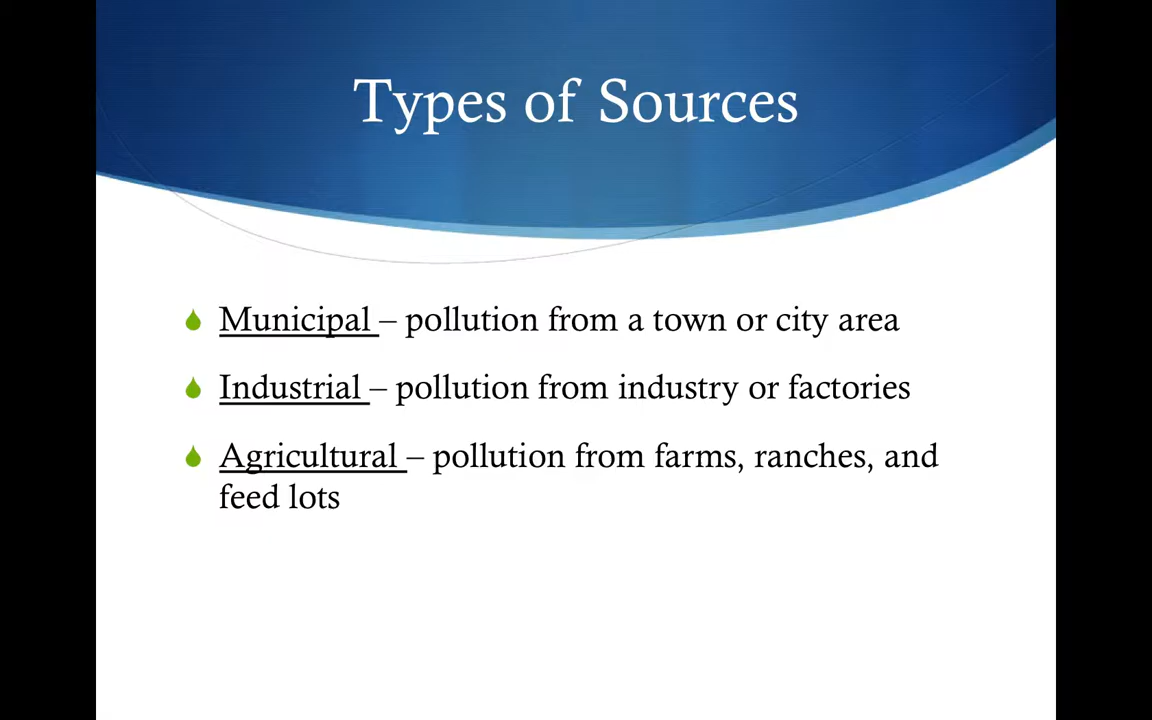 Types of Sources
Municipal – pollution from a town or city area
Industrial – pollution from industry or factories
Agricultural – pollution from farms, ranches, and
feed lots